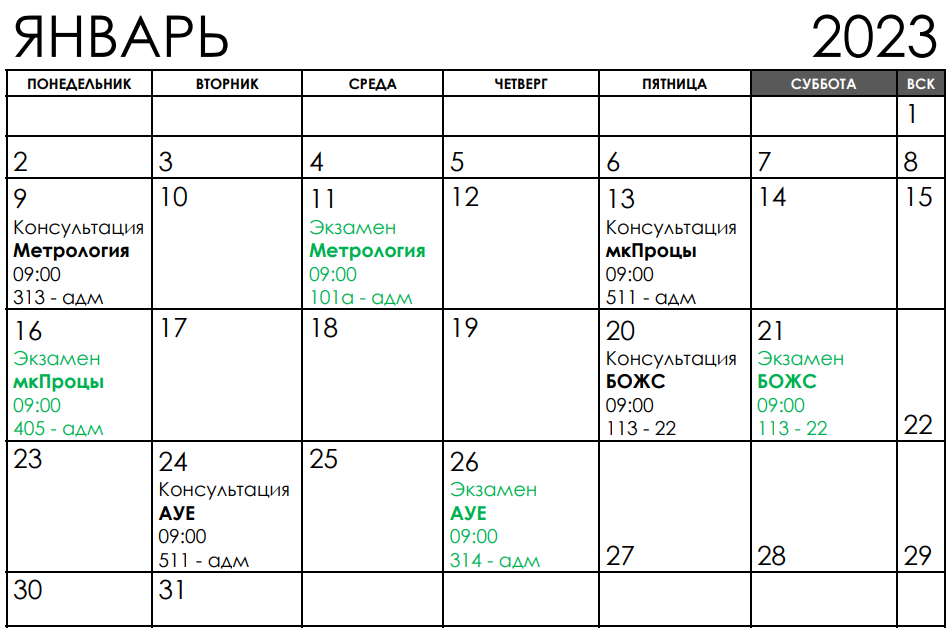 ЯНВАРЬ 2023
ПОНЕДЕЛЬНИК ВТОРНИК СРЕДА ЧЕТВЕРГ ПЯТНИЦА СУББОТА ВСК
1
2 3 4 5 6 7 8
9 10 11 12 13 14 15
Консультация Экзамен Консультация
Метрология Метрология мкПроцы
09:00 09:00 09:00
313 - адм 101а - адм 511 - адм
16 17 18 19 20 21
Экзамен Консультация Экзамен
мкПроцы БОЖС БОЖС
09:00 09:00 09:00
405 - адм 113 - 22 113 - 22 22
23 24 25 26
Консультация Экзамен
АУЕ АУЕ
09:00 09:00
511 - адм 314 - адм 27 28 29
30 31